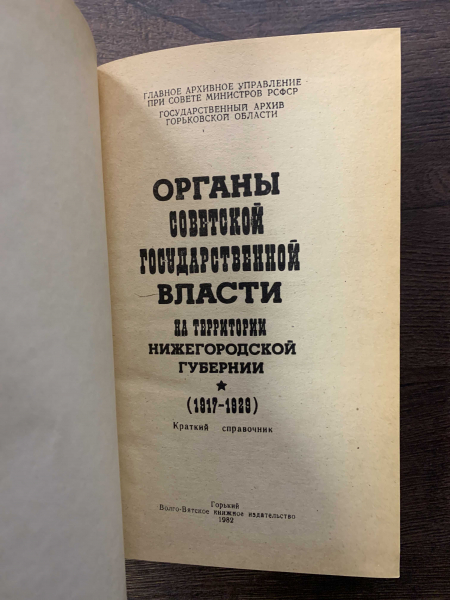 ГЛАВНОЕ АРХИВНОЕ УПРАВЛЕНИЕ
ПРИ СОВЕТЕ МИНИСТРОВ РСФСР
ГОСУДАРСТВЕННЫЙ АРХИВ
ГОРЬКОВСКОЙ ОБЛАСТИ
ОРГАНЫ
СОВЕТСКОЙ
ГОСУДАРСТВЕННОЙ
ВЛАСТИ
НА ТЕРРИТОРИИ
НИЖЕГОРОДСКОЙ
ГУБЕРНИИ
(1917-1929)
Краткий справочник
Горький
Волго-Вятское книжное издательство
1982